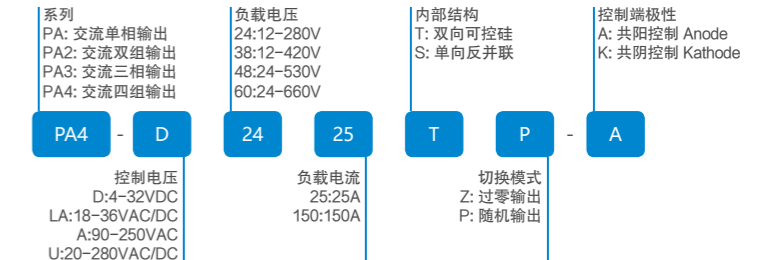 系列
PA: 交流单相输出
PA2: 交流双组输出
PA3: 交流三相输出
PA4: 交流四组输出
负载电压
24:12-280V
38:12-420V
48:24-530V
60:24-660V
内部结构
T: 双向可控硅
S: 单向反并联
控制端极性
A: 共阳控制 Anode
K: 共阴控制 Kathode
PA4 - D 24 25 T P - A
控制电压
D:4-32VDC
LA:18-36VAC/DC
A:90-250VAC
U:20-280VAC/DC
负载电流
25:25A
150:150A
切换模式
Z: 过零输出
P: 随机输出